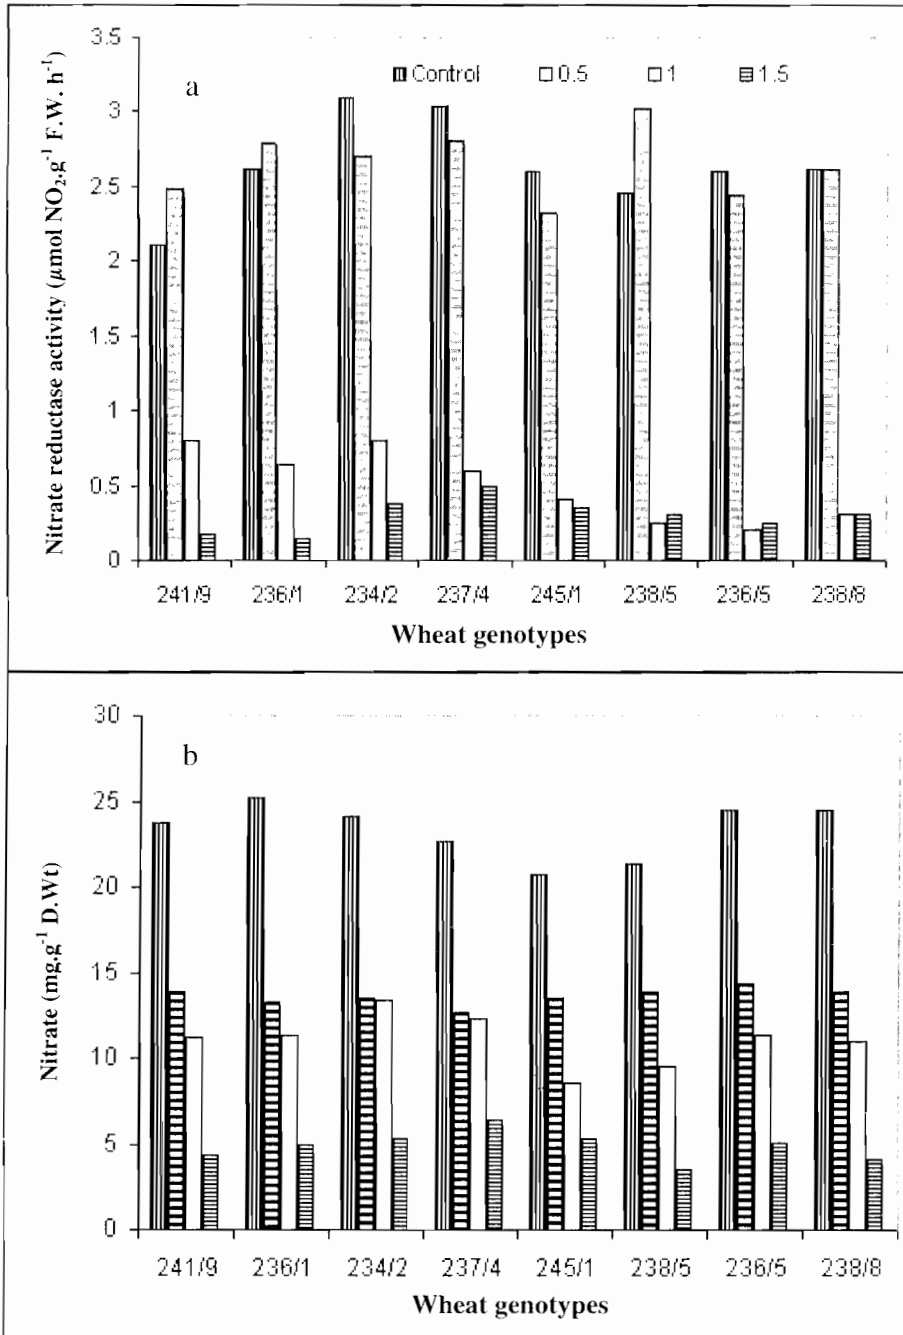 3.5
3
2.5
2
1.5
1
0.5
0
Nitrate reductase activity (μmol NO₂.g⁻¹ F.W. h⁻¹)
a
Control 0.5 1 1.5
241/9 236/1 234/2 237/4 245/1 238/5 236/5 238/8
Wheat genotypes
30
25
20
15
10
5
0
Nitrate (mg.g⁻¹ D.Wt)
b
241/9 236/1 234/2 237/4 245/1 238/5 236/5 238/8
Wheat genotypes